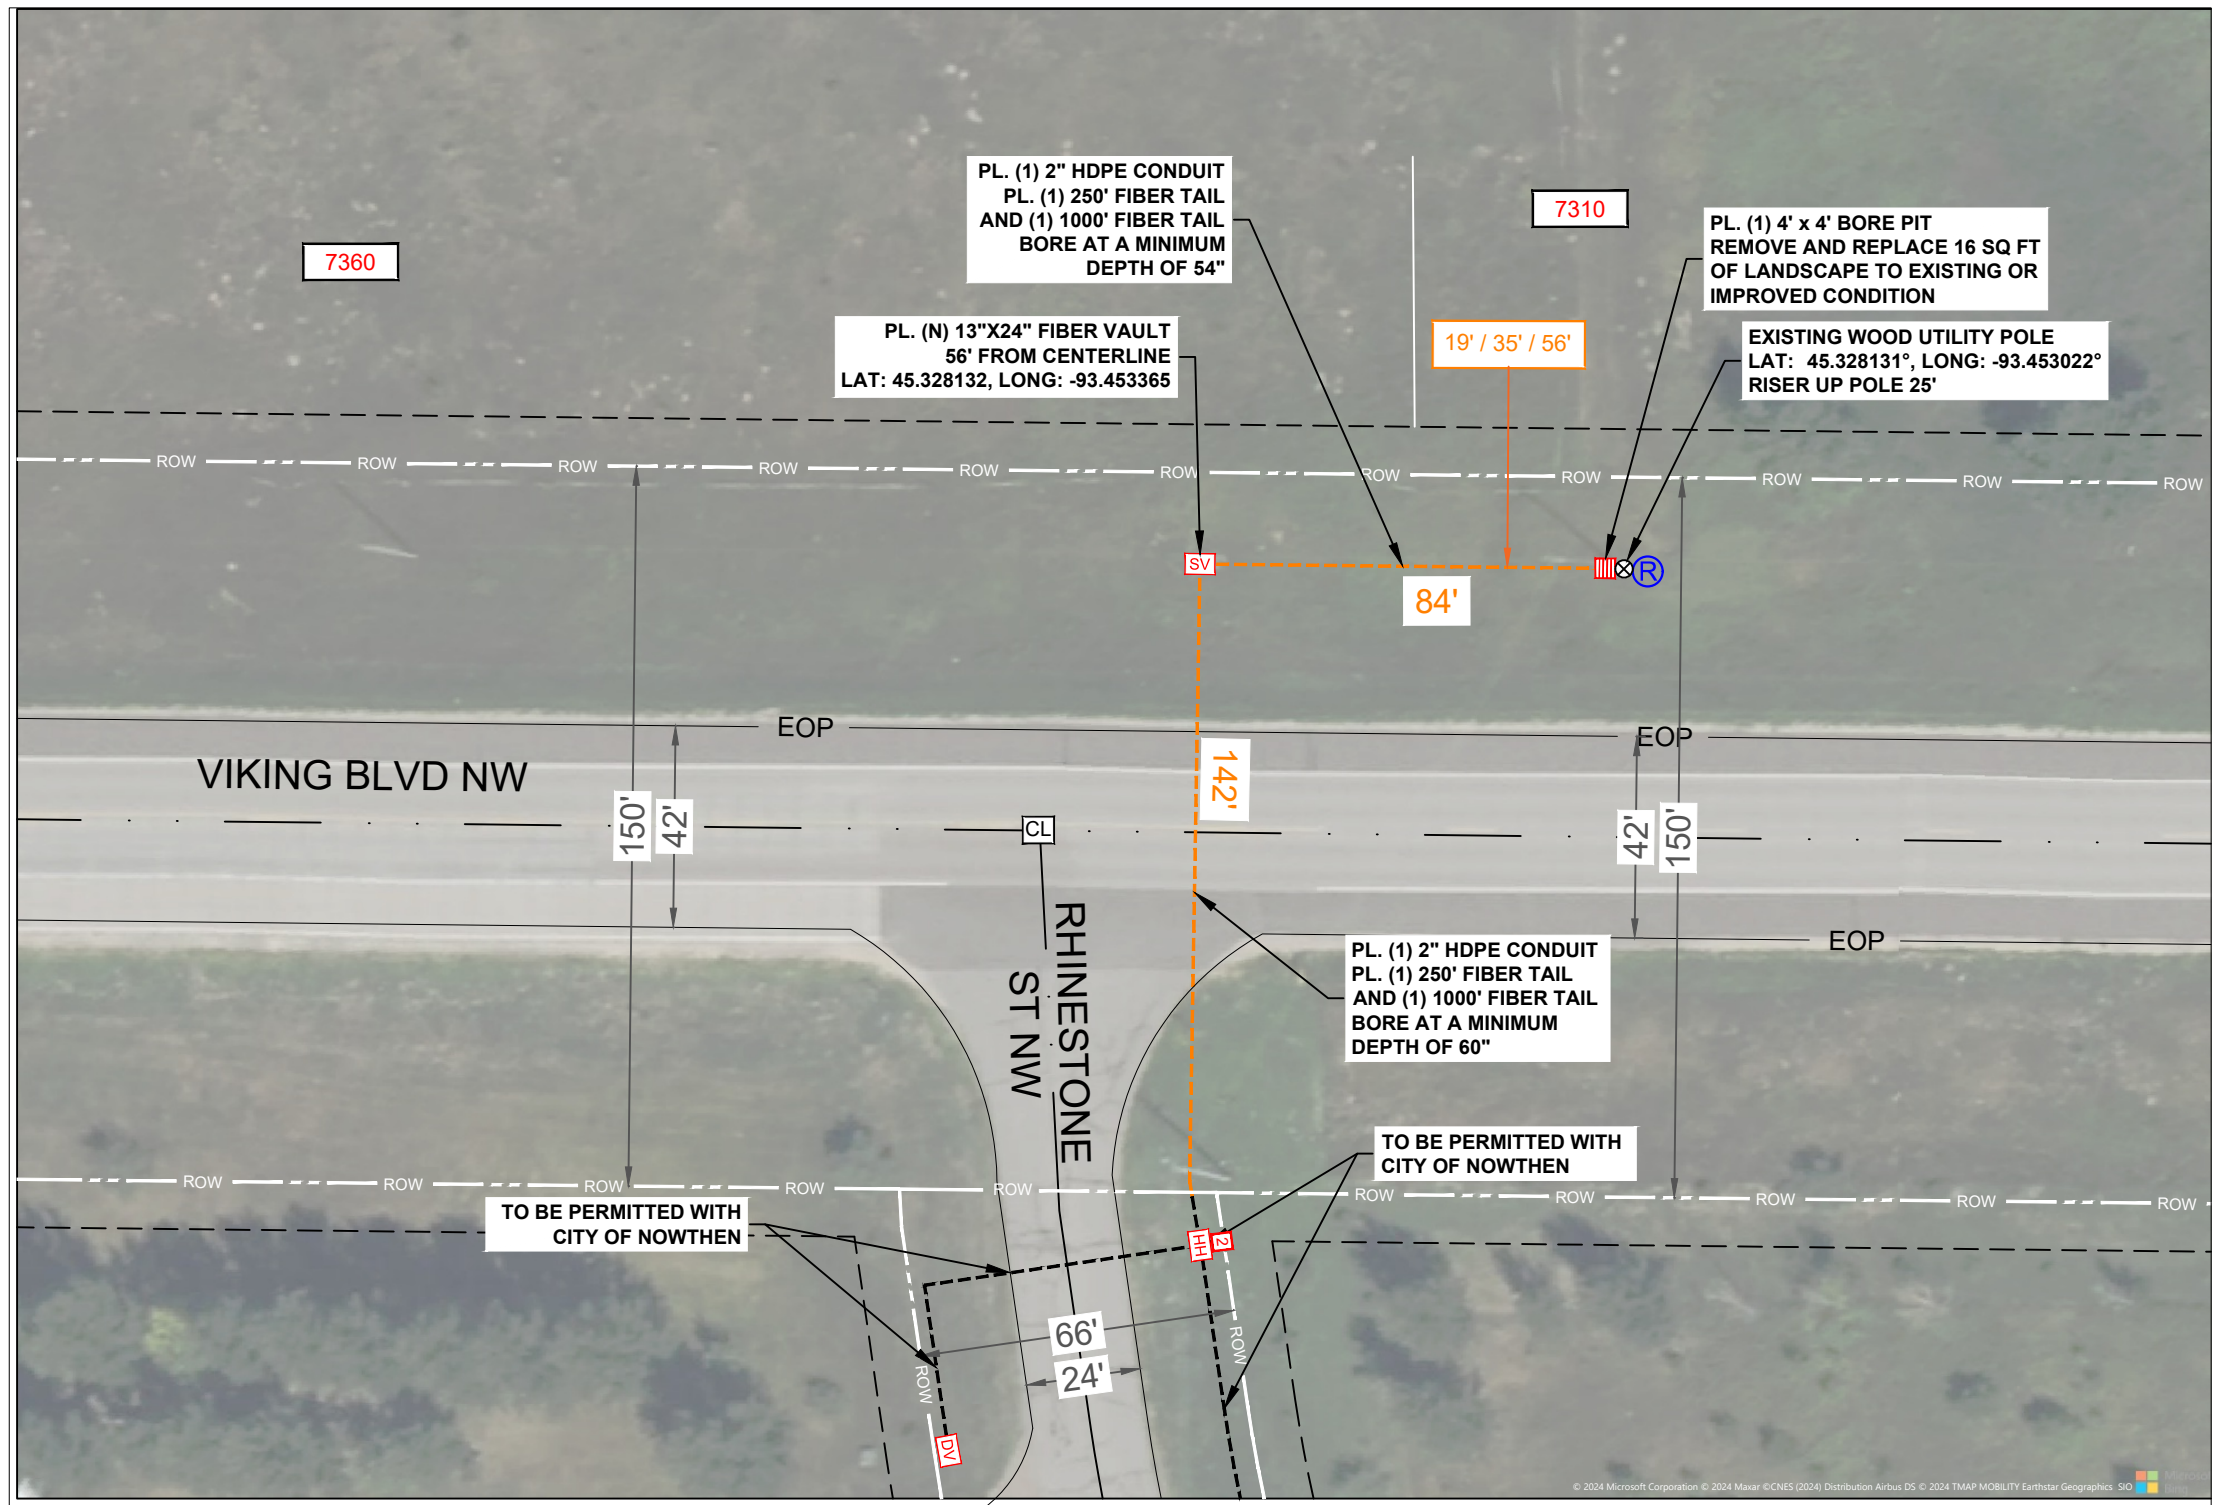 PL. (1) 2" HDPE CONDUIT
PL. (1) 250' FIBER TAIL
AND (1) 1000' FIBER TAIL
BORE AT A MINIMUM
DEPTH OF 54"
7310
PL. (1) 4' x 4' BORE PIT
REMOVE AND REPLACE 16 SQ FT
OF LANDSCAPE TO EXISTING OR
IMPROVED CONDITION
7360
PL. (N) 13"X24" FIBER VAULT
56' FROM CENTERLINE
LAT: 45.328132, LONG: -93.453365
19' / 35' / 56'
EXISTING WOOD UTILITY POLE
LAT: 45.328131°, LONG: -93.453022°
RISER UP POLE 25'
ROW ROW ROW ROW ROW ROW ROW ROW ROW ROW ROW
SV
R
84'
EOP
EOP
VIKING BLVD NW
142'
150'
42'
CL
42'
150'
RHINESTONE
ST NW
EOP
PL. (1) 2" HDPE CONDUIT
PL. (1) 250' FIBER TAIL
AND (1) 1000' FIBER TAIL
BORE AT A MINIMUM
DEPTH OF 60"
TO BE PERMITTED WITH
CITY OF NOWTHEN
ROW ROW ROW ROW ROW ROW ROW ROW ROW ROW
TO BE PERMITTED WITH
CITY OF NOWTHEN
HH
2
66'
24'
ROW
ROW
DV
© 2024 Microsoft Corporation © 2024 Maxar ©CNES (2024) Distribution Airbus DS © 2024 TMAP MOBILITY Earthstar Geographics SIO
Microsoft
Bing